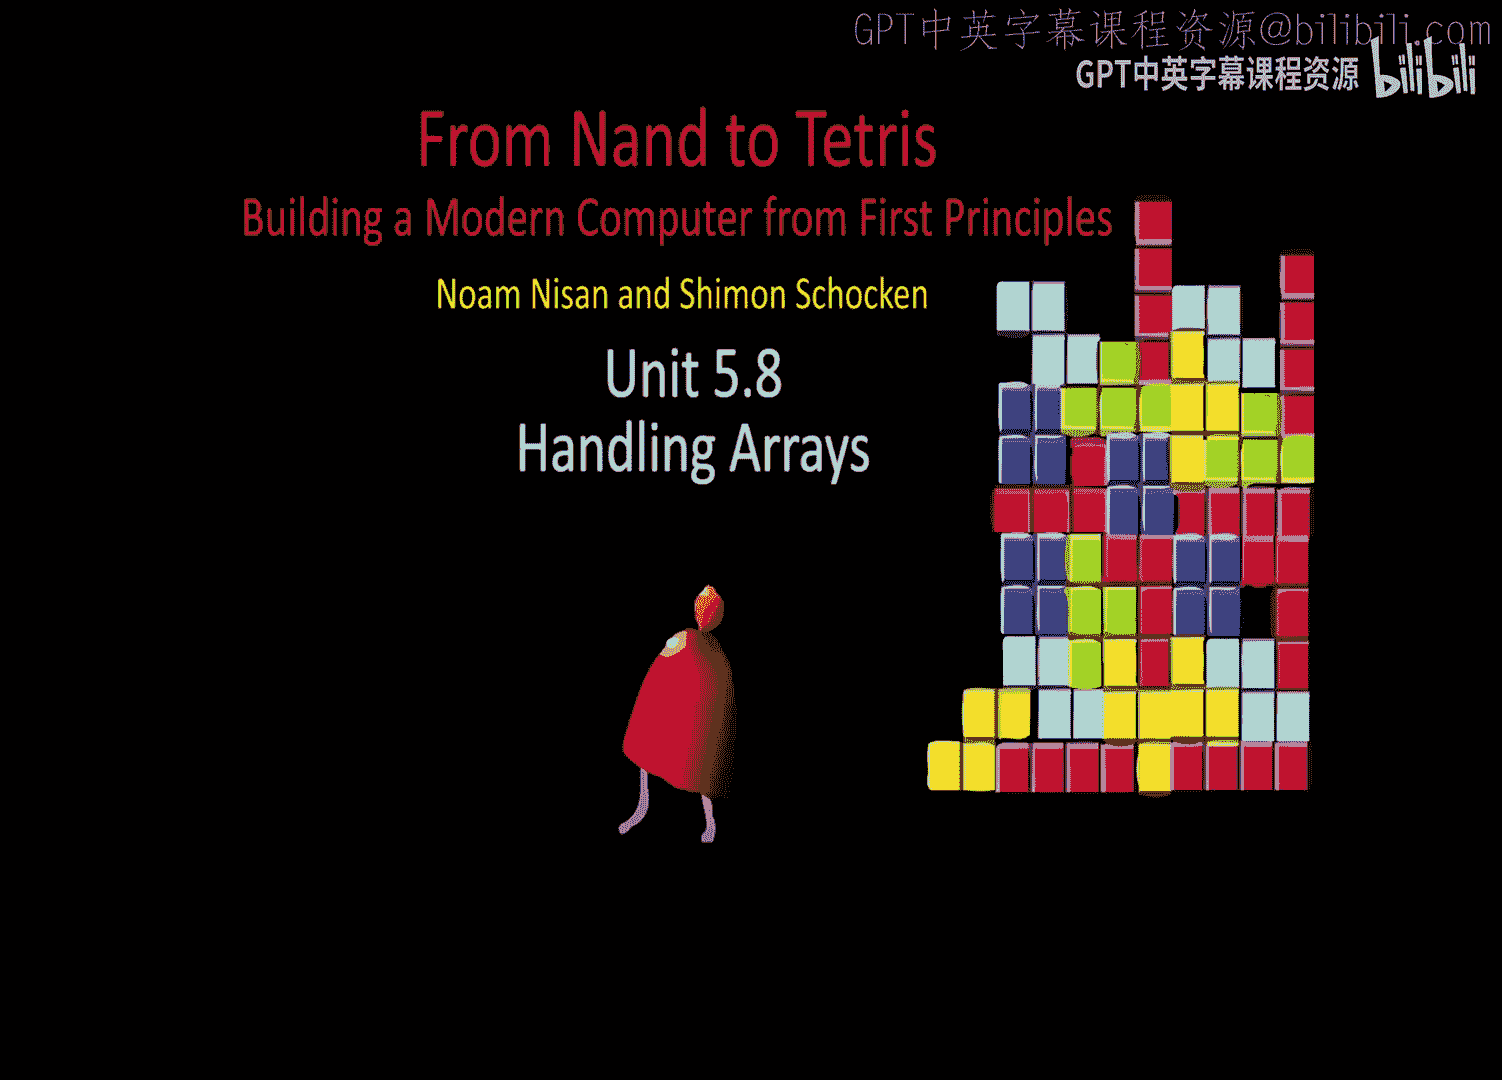 GPT中英字幕课程资源@bilibili.com
GPT中英字幕课程资源 bilibili
From Nand to Tetris
Building a Modern Computer from First Principles
Noam Nisan and Shimon Schocken
Unit 5.8
Handling Arrays